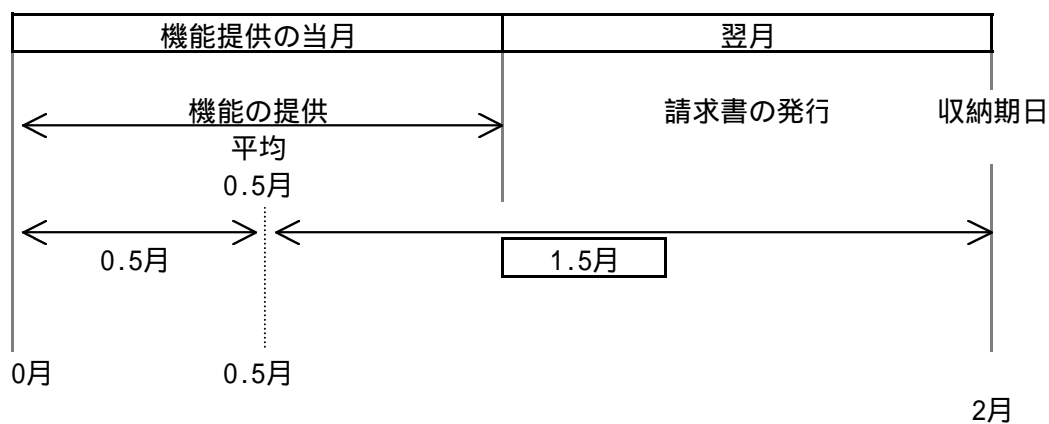 機能提供の当月 翌月
機能の提供 請求書の発行 収納期日
平均
0.5月
0.5月 1.5月
0月 0.5月
2月